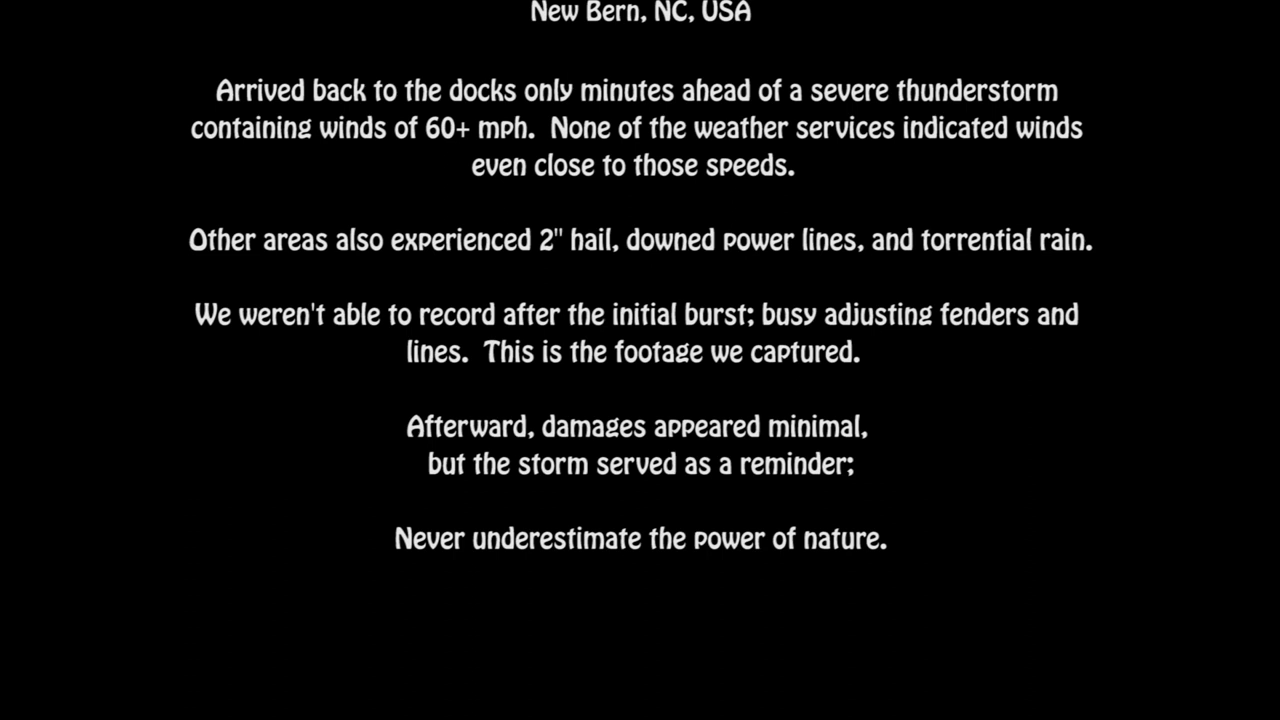 New Bern, NC, USA
Arrived back to the docks only minutes ahead of a severe thunderstorm
containing winds of 60+ mph.  None of the weather services indicated winds
even close to those speeds.
Other areas also experienced 2" hail, downed power lines, and torrential rain.
We weren't able to record after the initial burst; busy adjusting fenders and
lines.  This is the footage we captured.
Afterward, damages appeared minimal,
but the storm served as a reminder;
Never underestimate the power of nature.